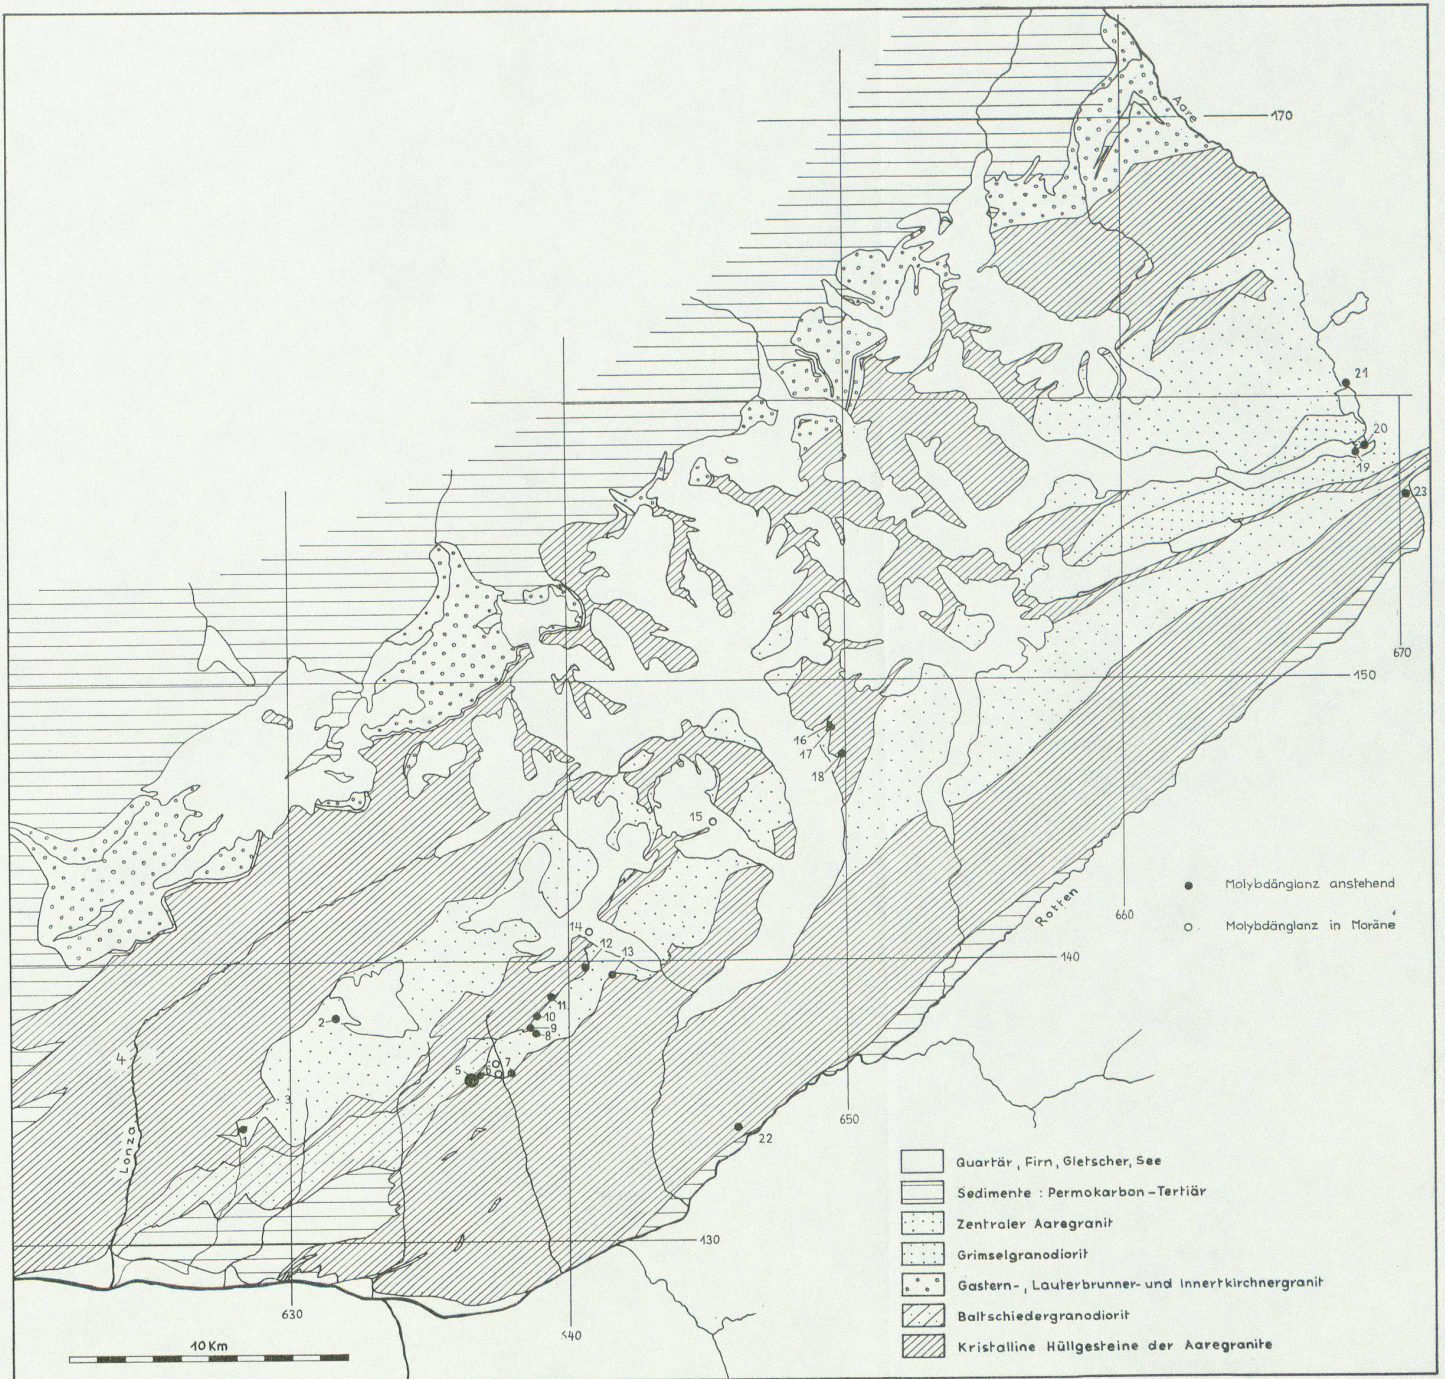 Aare
170
21
20
19
23
670
150
16
17
18
15
Molybdänglanz anstehend
660
Rotten
Molybdänglanz in Moräne
14
12
13
140
11
10
9
8
2
4
7
5
6
3
1
Lonza
650
22
Quartär, Firn, Gletscher, See
Sedimente : Permokarbon-Tertiär
Zentraler Aaregranit
130
Grimselgranodiorit
Gastern-, Lauterbrunner- und Innertkirchnergranit
630
Baltschiedergranodiorit
640
10 Km
Kristalline Hüllgesteine der Aaregranite